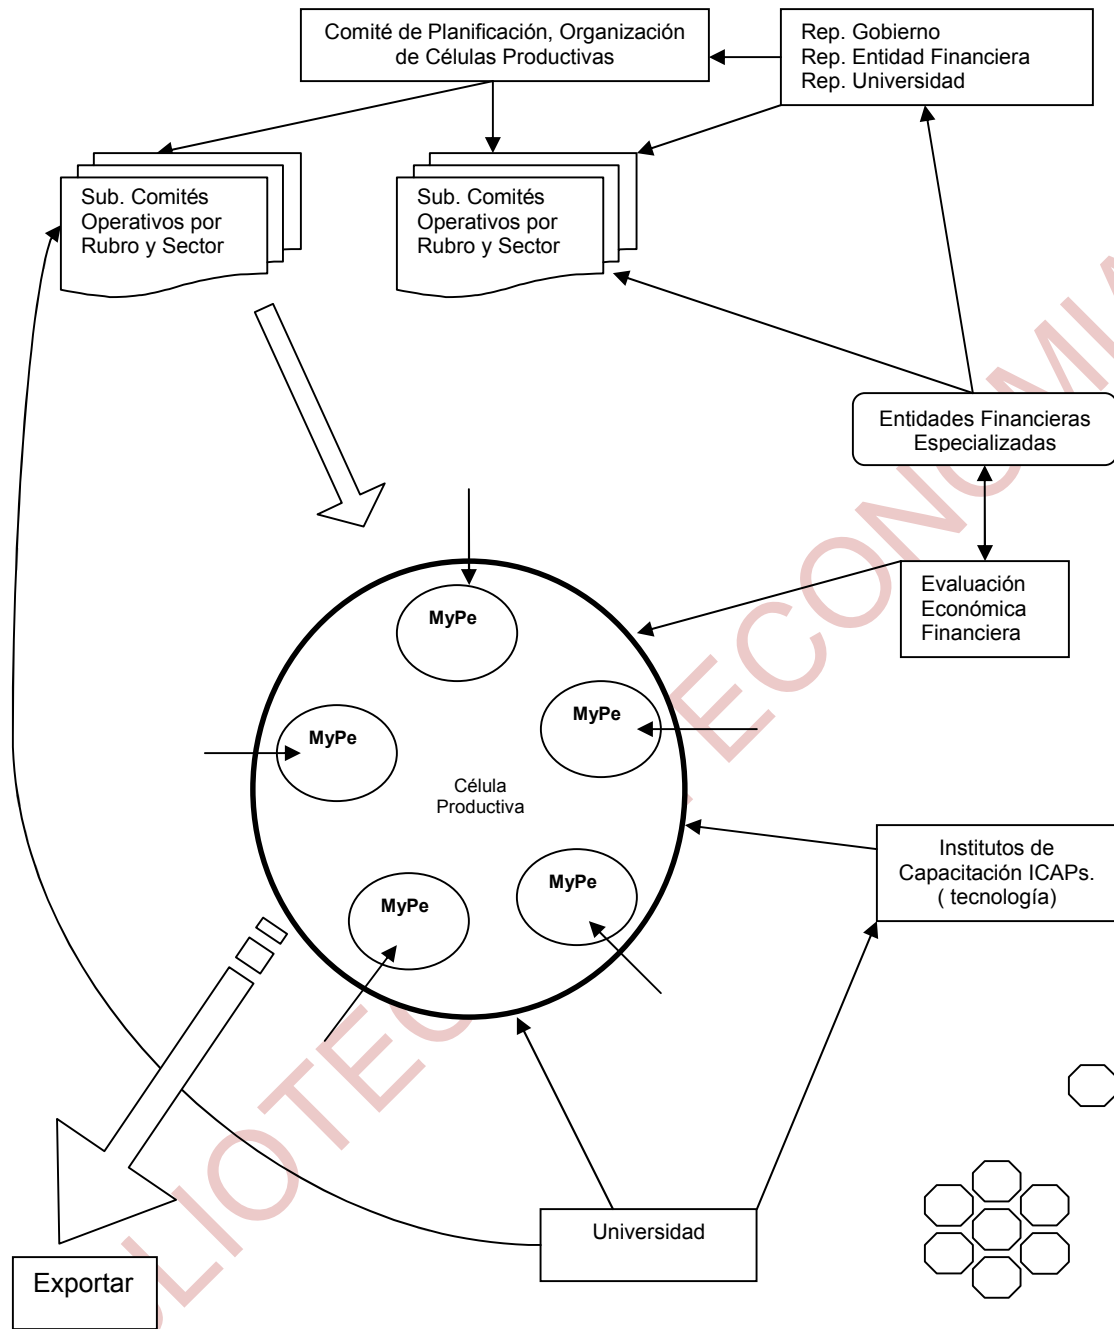 Comité de Planificación, Organización
de Células Productivas
Rep. Gobierno
Rep. Entidad Financiera
Rep. Universidad
Sub. Comités
Operativos por
Rubro y Sector
Sub. Comités
Operativos por
Rubro y Sector
Entidades Financieras
Especializadas
Evaluación
Económica
Financiera
MyPe
MyPe
MyPe
Célula
Productiva
MyPe
MyPe
Institutos de
Capacitación ICAPs.
( tecnología)
Universidad
Exportar